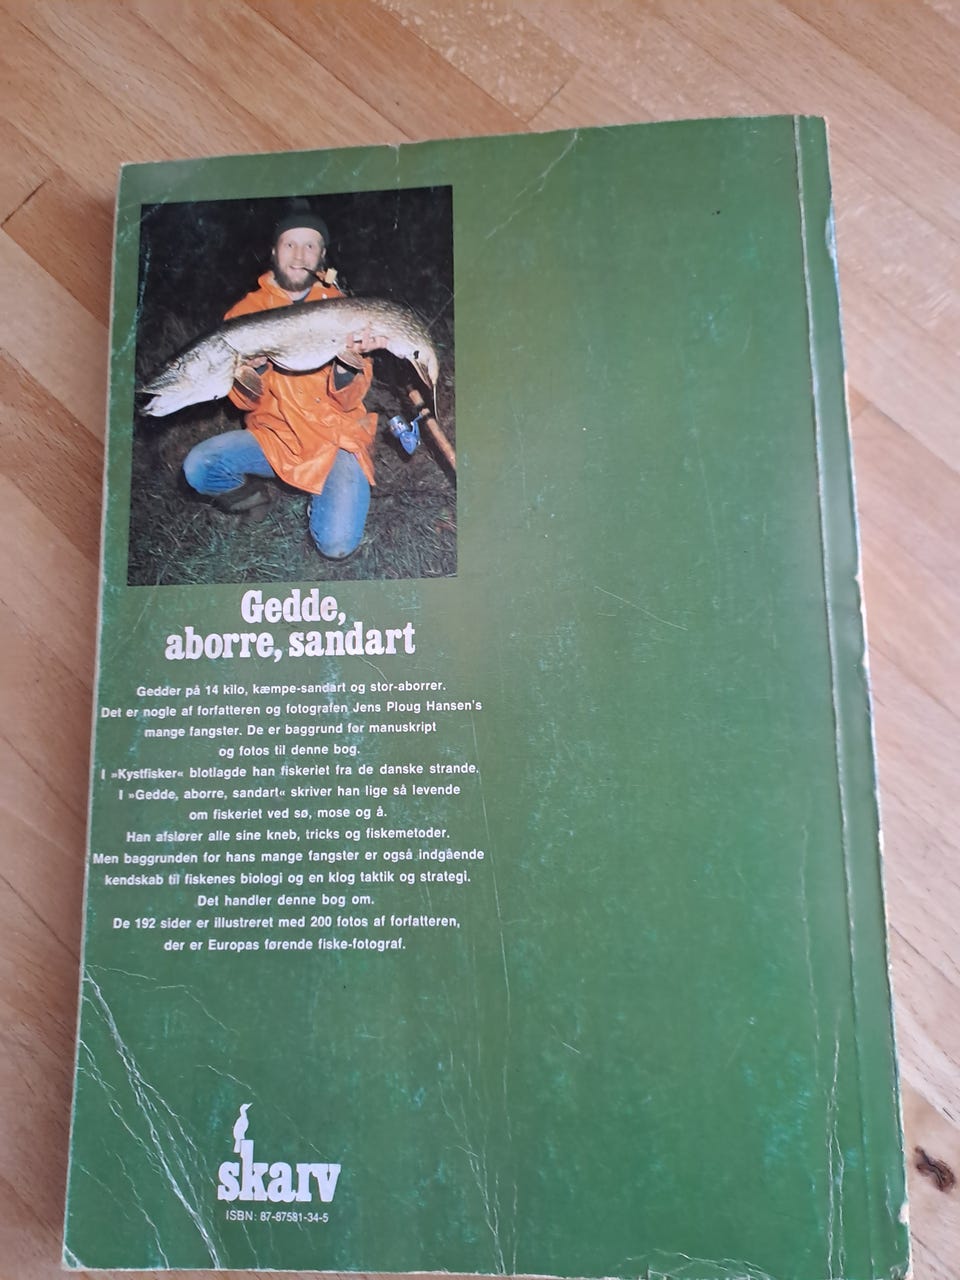 Gedde,
aborre, sandart
Gedder på 14 kilo, kæmpe-sandart og stor-aborrer.
Det er nogle af forfatteren og fotografen Jens Ploug Hansen's
mange fangster. De er baggrund for manuskript
og fotos til denne bog.
I »Kystfisker« blotlagde han fiskeriet fra de danske strande.
I »Gedde, aborre, sandart« skriver han lige så levende
om fiskeriet ved sø, mose og å.
Han afslører alle sine kneb, tricks og fiskemetoder.
Men baggrunden for hans mange fangster er også indgående
kendskab til fiskenes biologi og en klog taktik og strategi.
Det handler denne bog om.
De 192 sider er illustreret med 200 fotos af forfatteren,
der er Europas førende fiske-fotograf.
skarv
ISBN: 87-87581-34-5